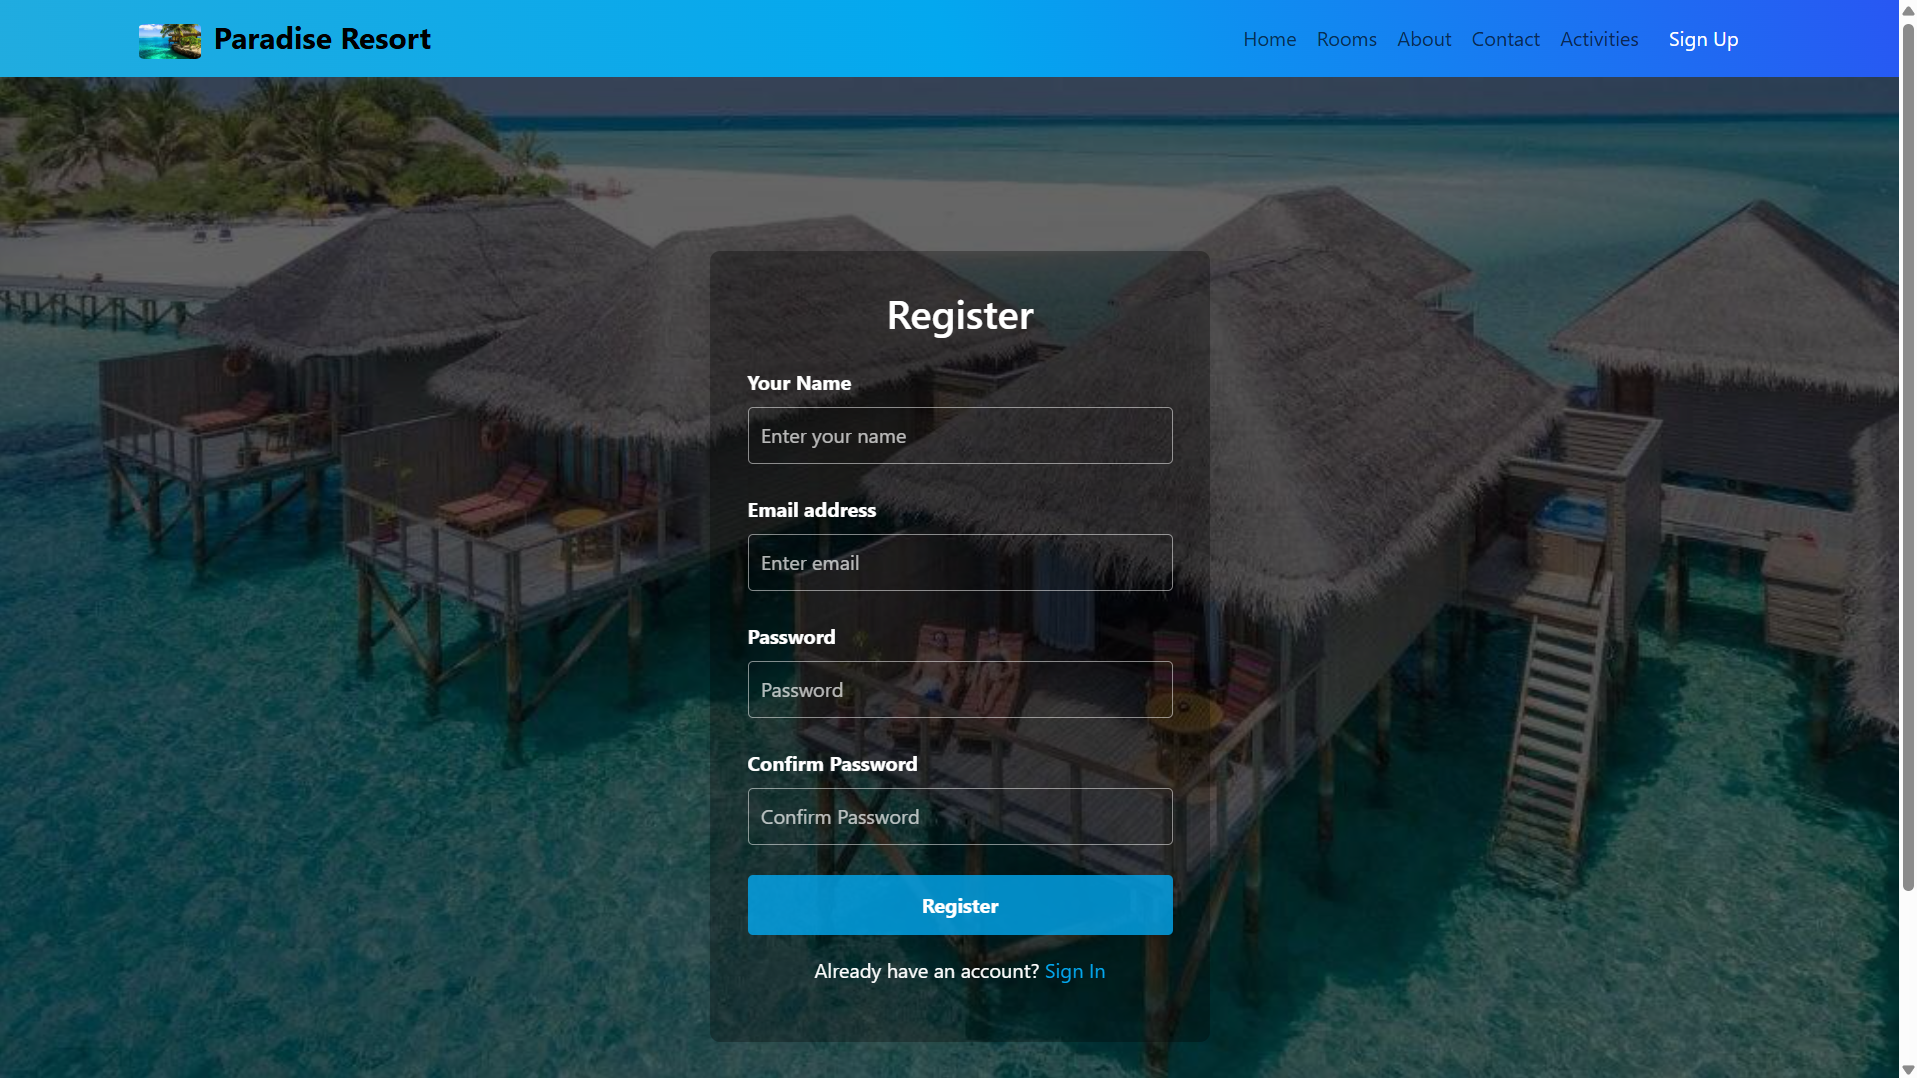 Paradise Resort
Home Rooms About Contact Activities Sign Up
Register
Your Name
Enter your name
Email address
Enter email
Password
Password
Confirm Password
Confirm Password
Register
Already have an account? Sign In